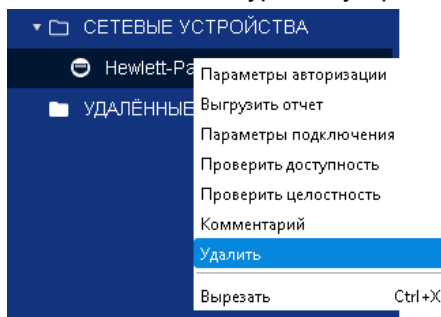 СЕТЕВЫЕ УСТРОЙСТВА
Hewlett-Pa
УДАЛЁННЫЕ
Параметры авторизации
Выгрузить отчет
Параметры подключения
Проверить доступность
Проверить целостность
Комментарий
Удалить
Вырезать Ctrl+X